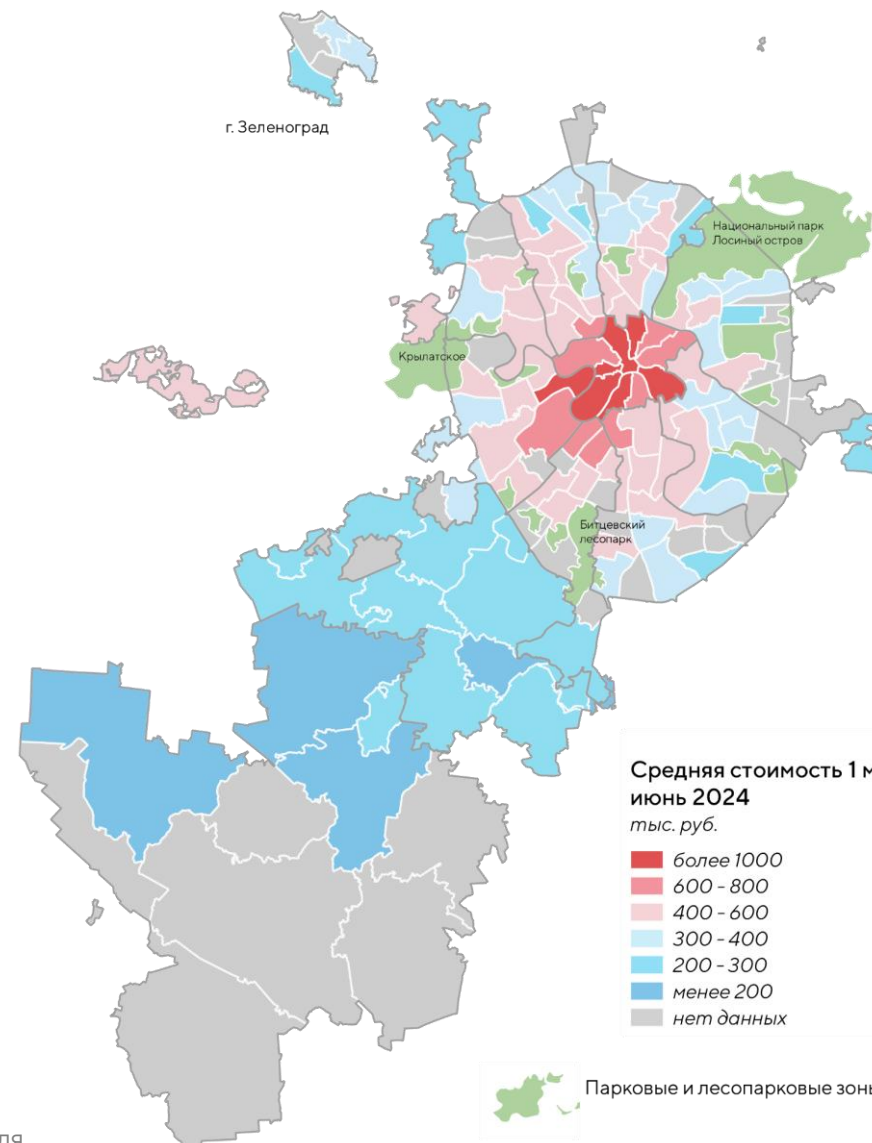 г. Зеленоград
Национальный парк
Лосиный остров
Крылатское
Битцевский
лесопарк
Средняя стоимость 1 м
июнь 2024
тыс. руб.
более 1000
600 - 800
400 - 600
300 - 400
200 - 300
менее 200
нет данных
Парковые и лесопарковые зоны